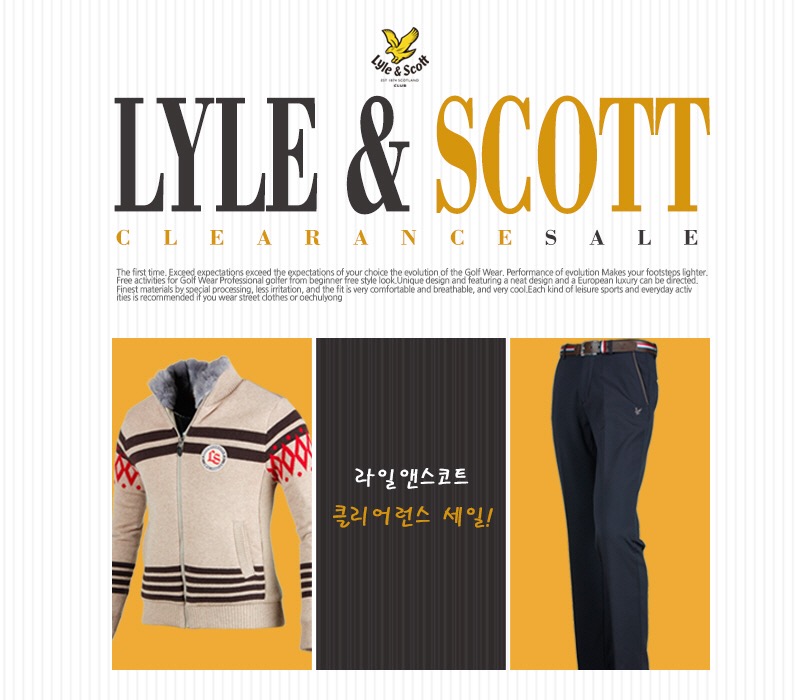 Lyle & Scott
EST 1874 SCOTLAND
CLUB
LYLE & SCOTT
CLEARANCE SALE
The first time. Exceed expectations exceed the expectations of your choice the evolution of the Golf Wear. Performance of evolution Makes your footsteps lighter.
Free activities for Golf Wear Professional golfer from beginner free style look.Unique design and featuring a neat design and a European luxury can be directed.
Finest materials by special processing, less irritation, and the fit is very comfortable and breathable, and very cool.Each kind of leisure sports and everyday activ
ities is recommended if you wear street clothes or oechulyong
라일앤스코트
클리어런스 세일!